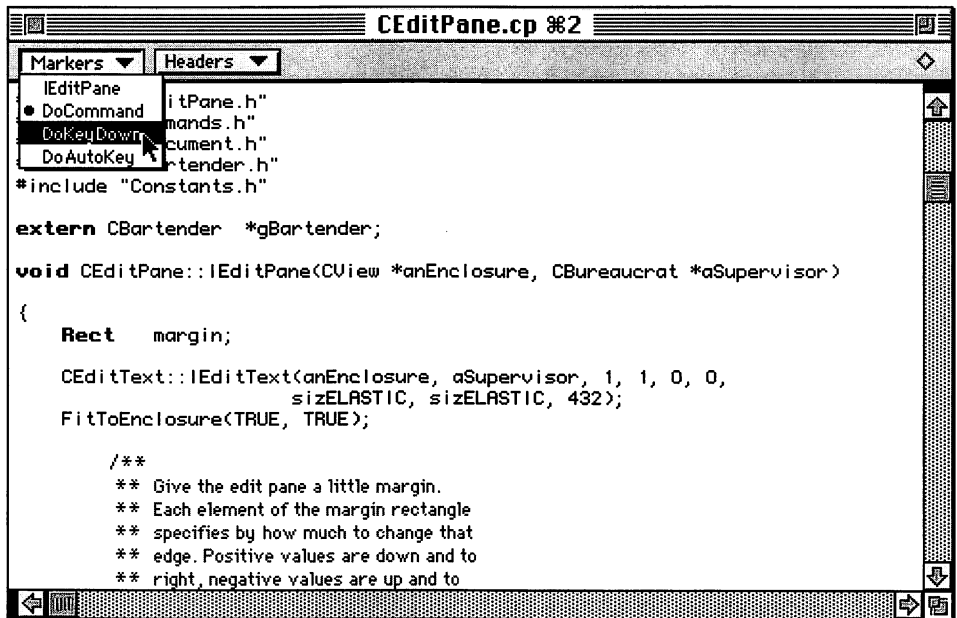 CEditPane.cp ⌘2
Markers ▼ Headers ▼
IEditPane
• DoCommand
DoKeyDown
DoAutoKey
itPane.h"
mands.h"
cument.h"
rtender.h"
#include "Constants.h"
extern CBartender *gBartender;
void CEditPane::IEditPane(CView *anEnclosure, CBureaucrat *aSupervisor)
{
Rect margin;
CEditText::IEditText(anEnclosure, aSupervisor, 1, 1, 0, 0,
sizELASTIC, sizELASTIC, 432);
FitToEnclosure(TRUE, TRUE);
/**
** Give the edit pane a little margin.
** Each element of the margin rectangle
** specifies by how much to change that
** edge. Positive values are down and to
** right, negative values are up and to